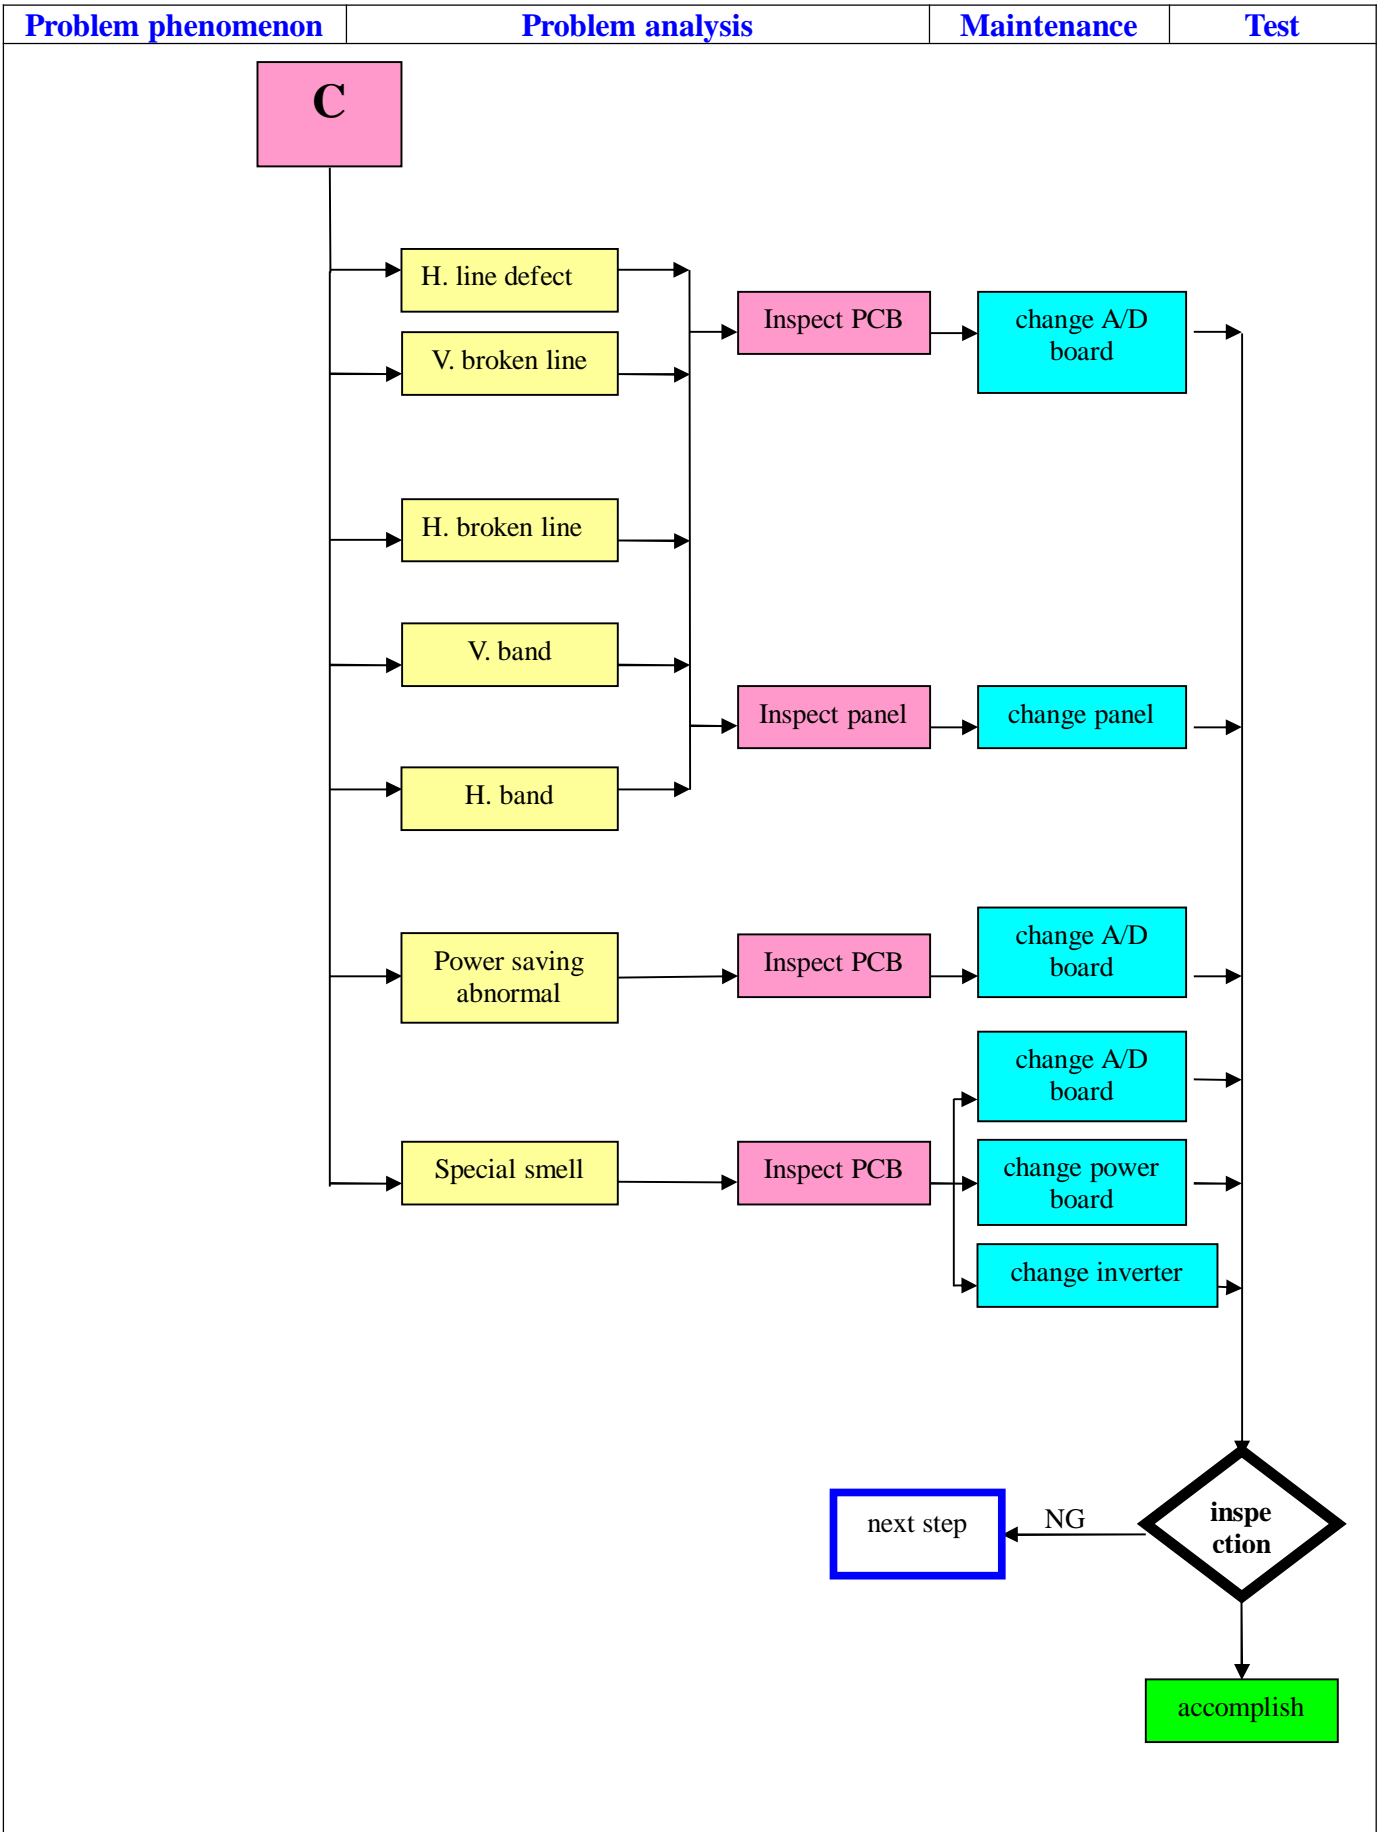 Problem phenomenon
Problem analysis
Maintenance
Test
C
H. line defect
Inspect PCB
change A/D
board
V. broken line
H. broken line
V. band
Inspect panel
change panel
H. band
Power saving
abnormal
Inspect PCB
change A/D
board
change A/D
board
Special smell
Inspect PCB
change power
board
change inverter
next step
NG
inspe
ction
accomplish